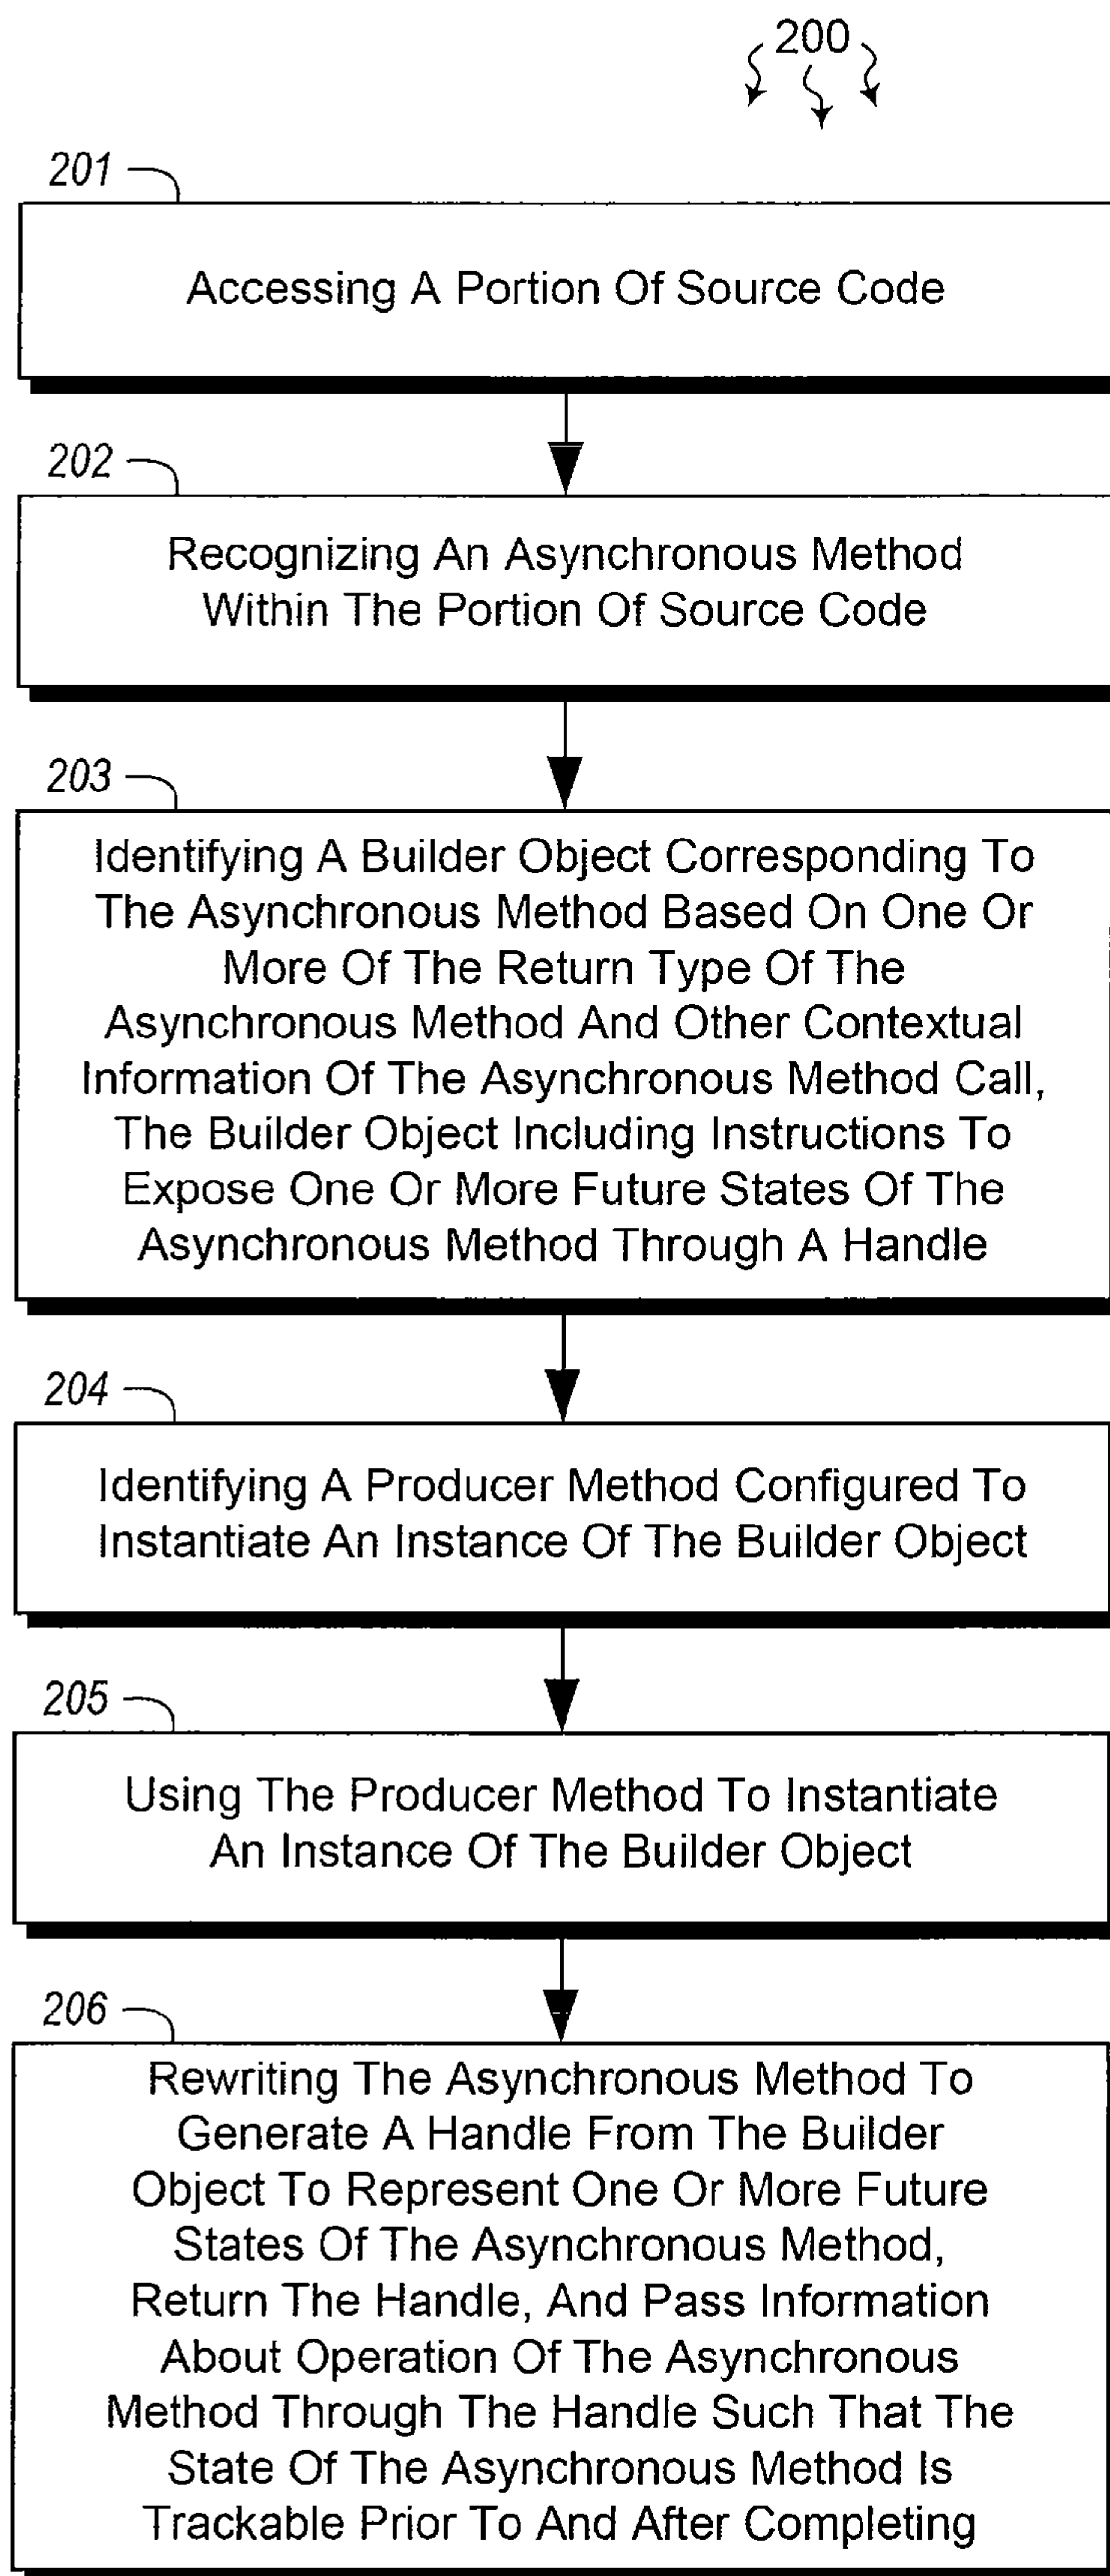 200
201
Accessing A Portion Of Source Code
202
Recognizing An Asynchronous Method
Within The Portion Of Source Code
203
Identifying A Builder Object Corresponding To
The Asynchronous Method Based On One Or
More Of The Return Type Of The
Asynchronous Method And Other Contextual
Information Of The Asynchronous Method Call,
The Builder Object Including Instructions To
Expose One Or More Future States Of The
Asynchronous Method Through A Handle
204
Identifying A Producer Method Configured To
Instantiate An Instance Of The Builder Object
205
Using The Producer Method To Instantiate
An Instance Of The Builder Object
206
Rewriting The Asynchronous Method To
Generate A Handle From The Builder
Object To Represent One Or More Future
States Of The Asynchronous Method,
Return The Handle, And Pass Information
About Operation Of The Asynchronous
Method Through The Handle Such That The
State Of The Asynchronous Method Is
Trackable Prior To And After Completing